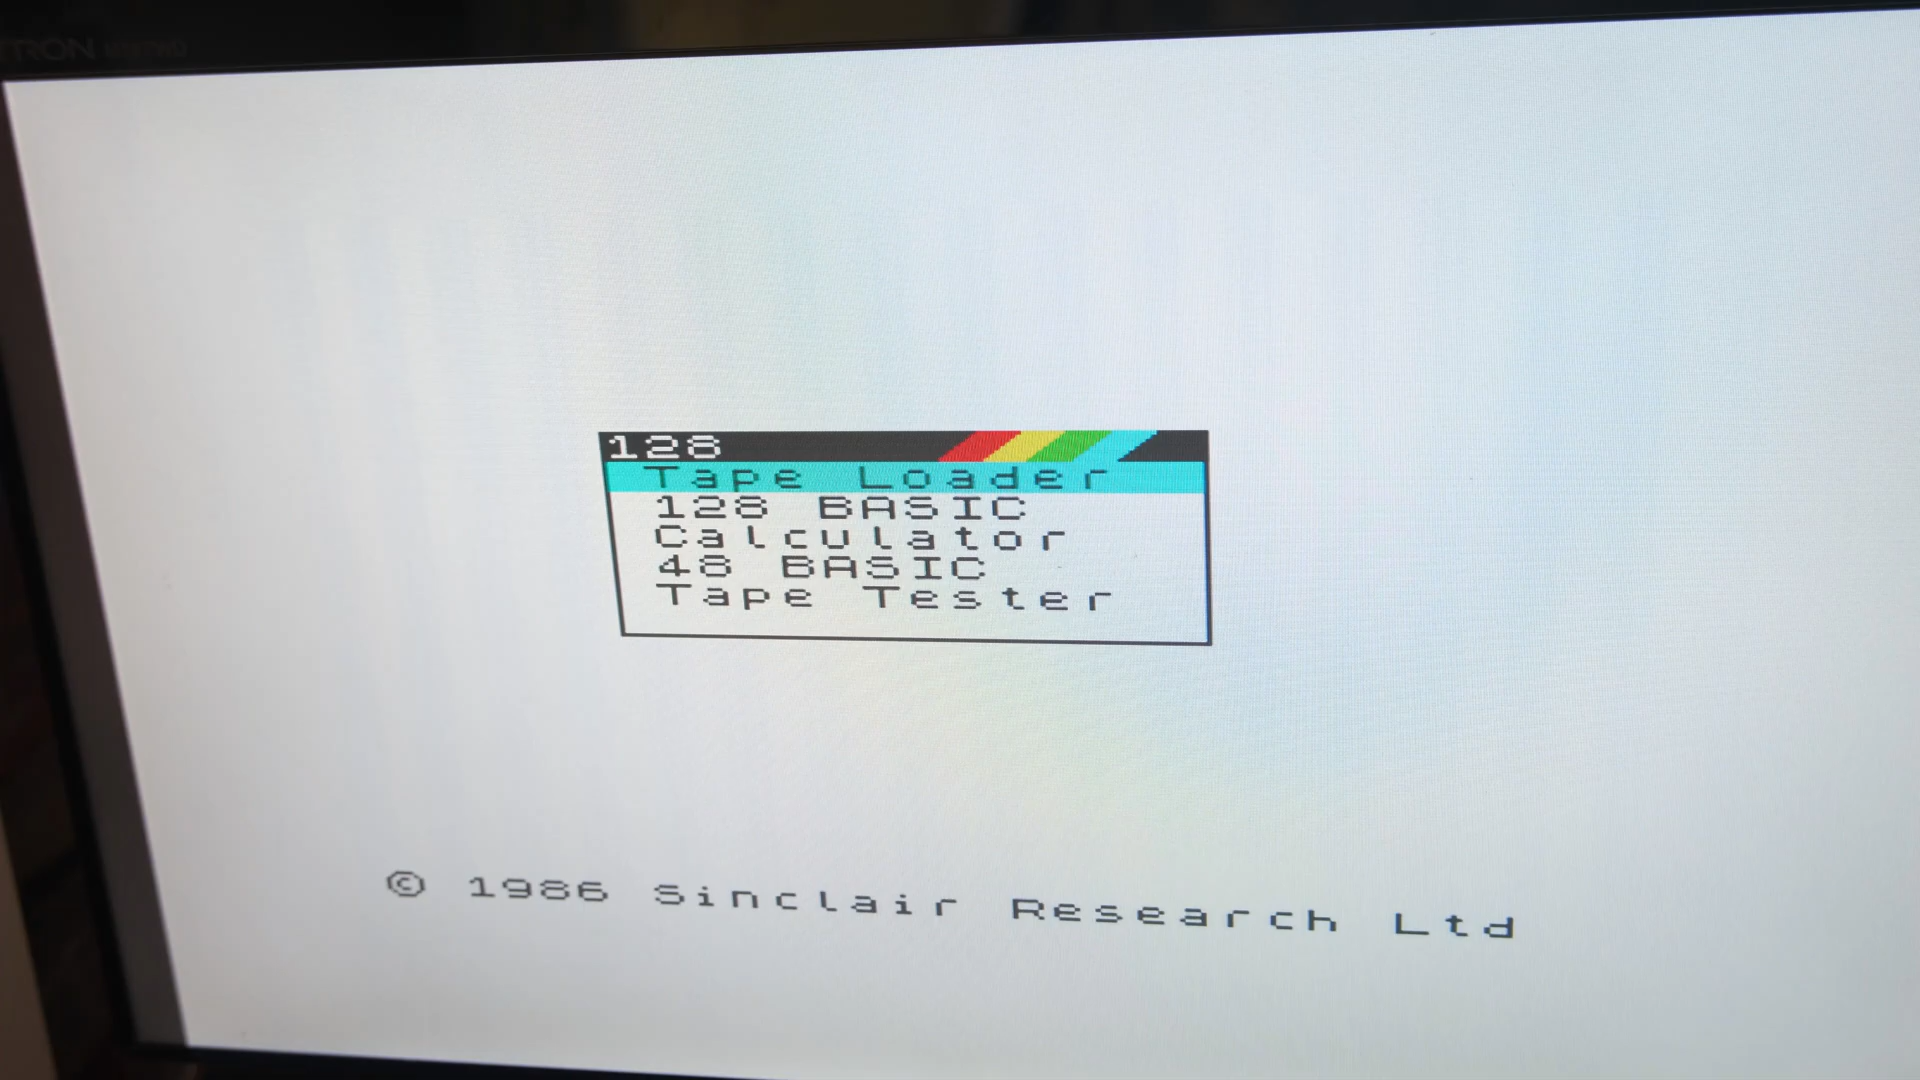 128
Tape Loader
128 BASIC
Calculator
48 BASIC
Tape Tester
© 1986 Sinclair Research Ltd